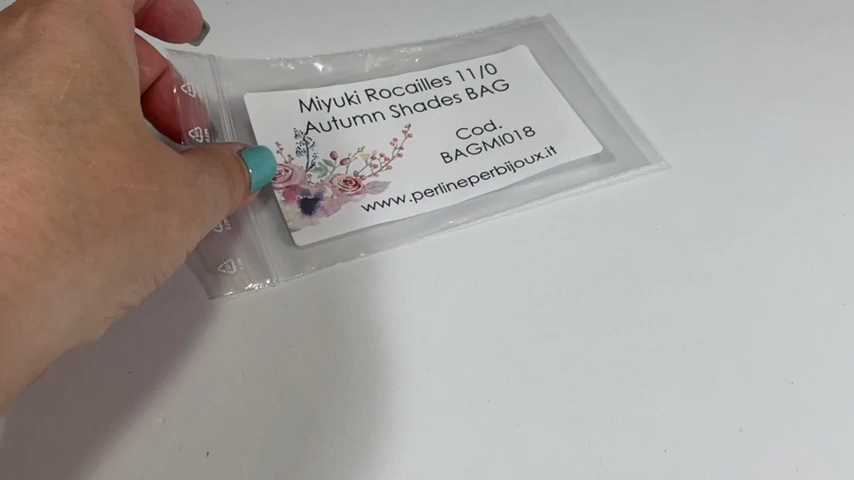 Miyuki Rocailles 11/0
Autumn Shades BAG
Cod.
BAGMI018
www.perlineperbijoux.it